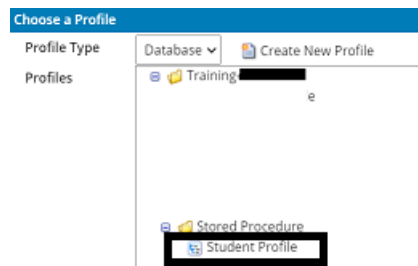 Choose a Profile
Profile Type Database Create New Profile
Profiles Training-
e
Stored Procedure
Student Profile